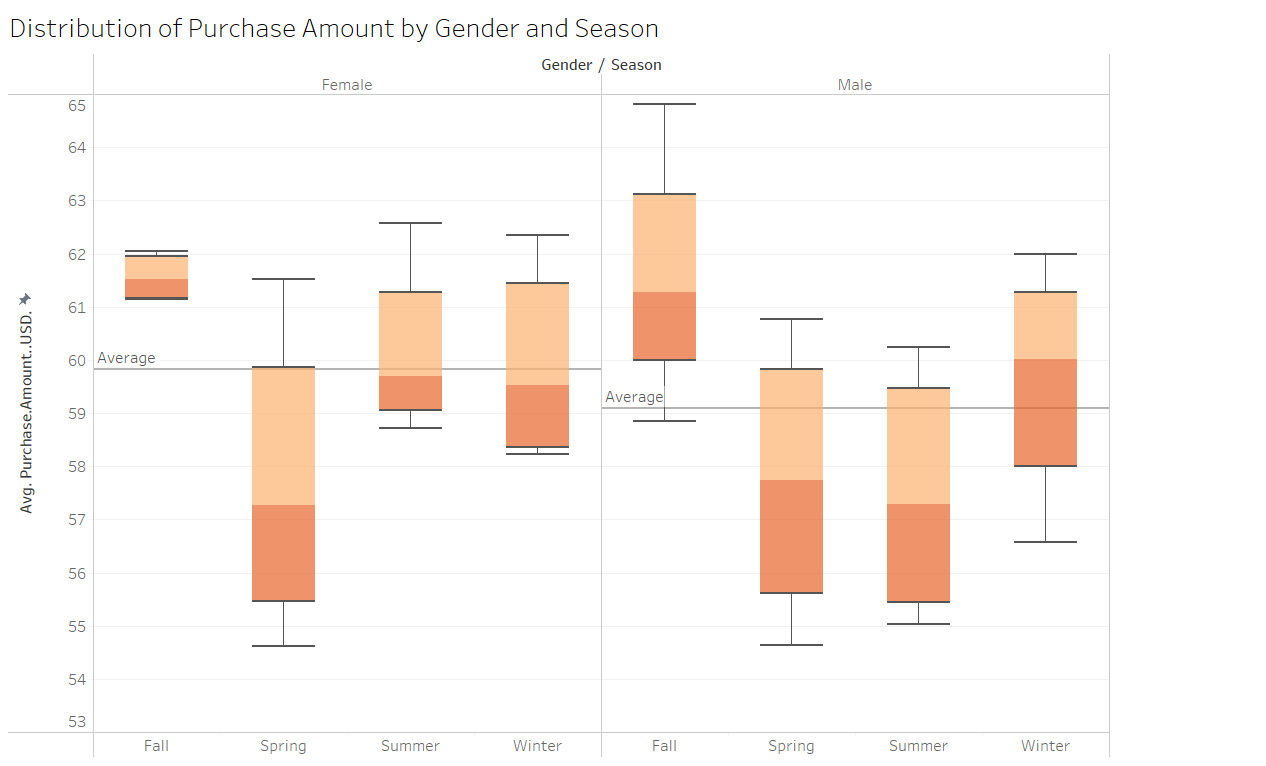 Distribution of Purchase Amount by Gender and Season
Gender / Season
Female
Male
Avg. Purchase.Amount..USD.
65
64
63
62
61
60
59
58
57
56
55
54
53
Average
Average
Fall
Spring
Summer
Winter
Fall
Spring
Summer
Winter